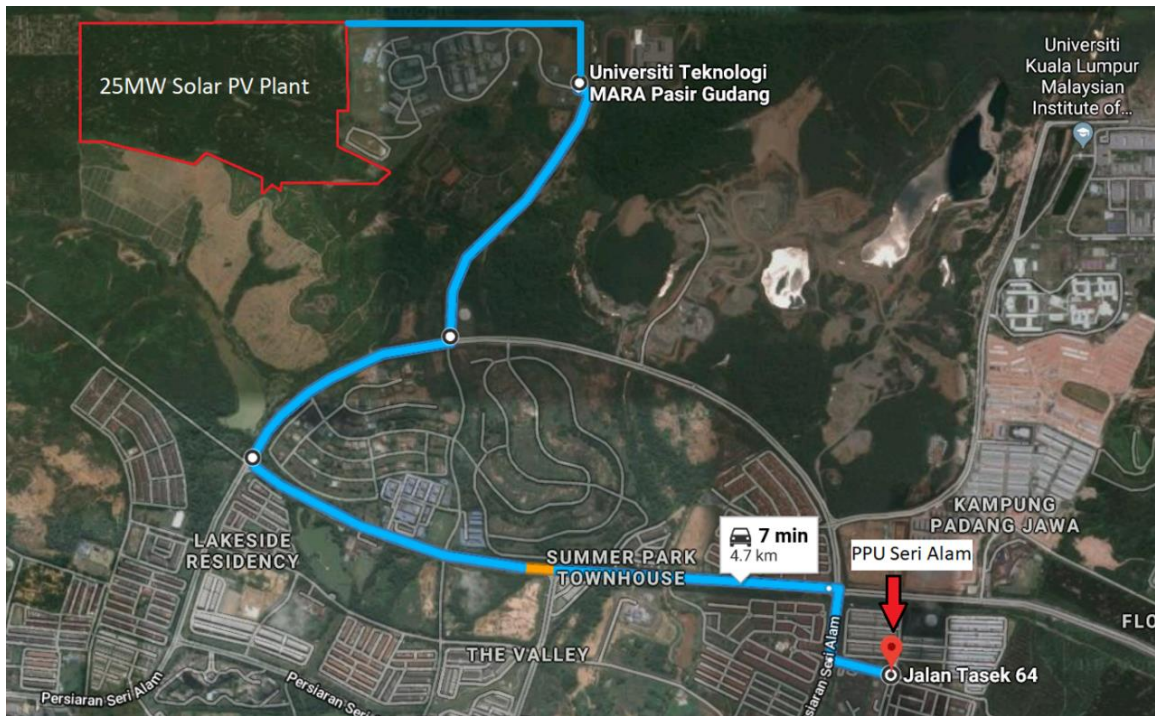 25MW Solar PV Plant
Universiti Teknologi
MARA Pasir Gudang
Universiti
Kuala Lumpur
Malaysian
Institute of...
LAKESIDE
RESIDENCY
SUMMER PARK
TOWNHOUSE
7 min
4.7 km
KAMPUNG
PADANG JAWA
PPU Seri Alam
FLO
THE VALLEY
Persiaran Seri Alam
Persiaran Seri
Persiaran Seri Alam
Jalan Tasek 64